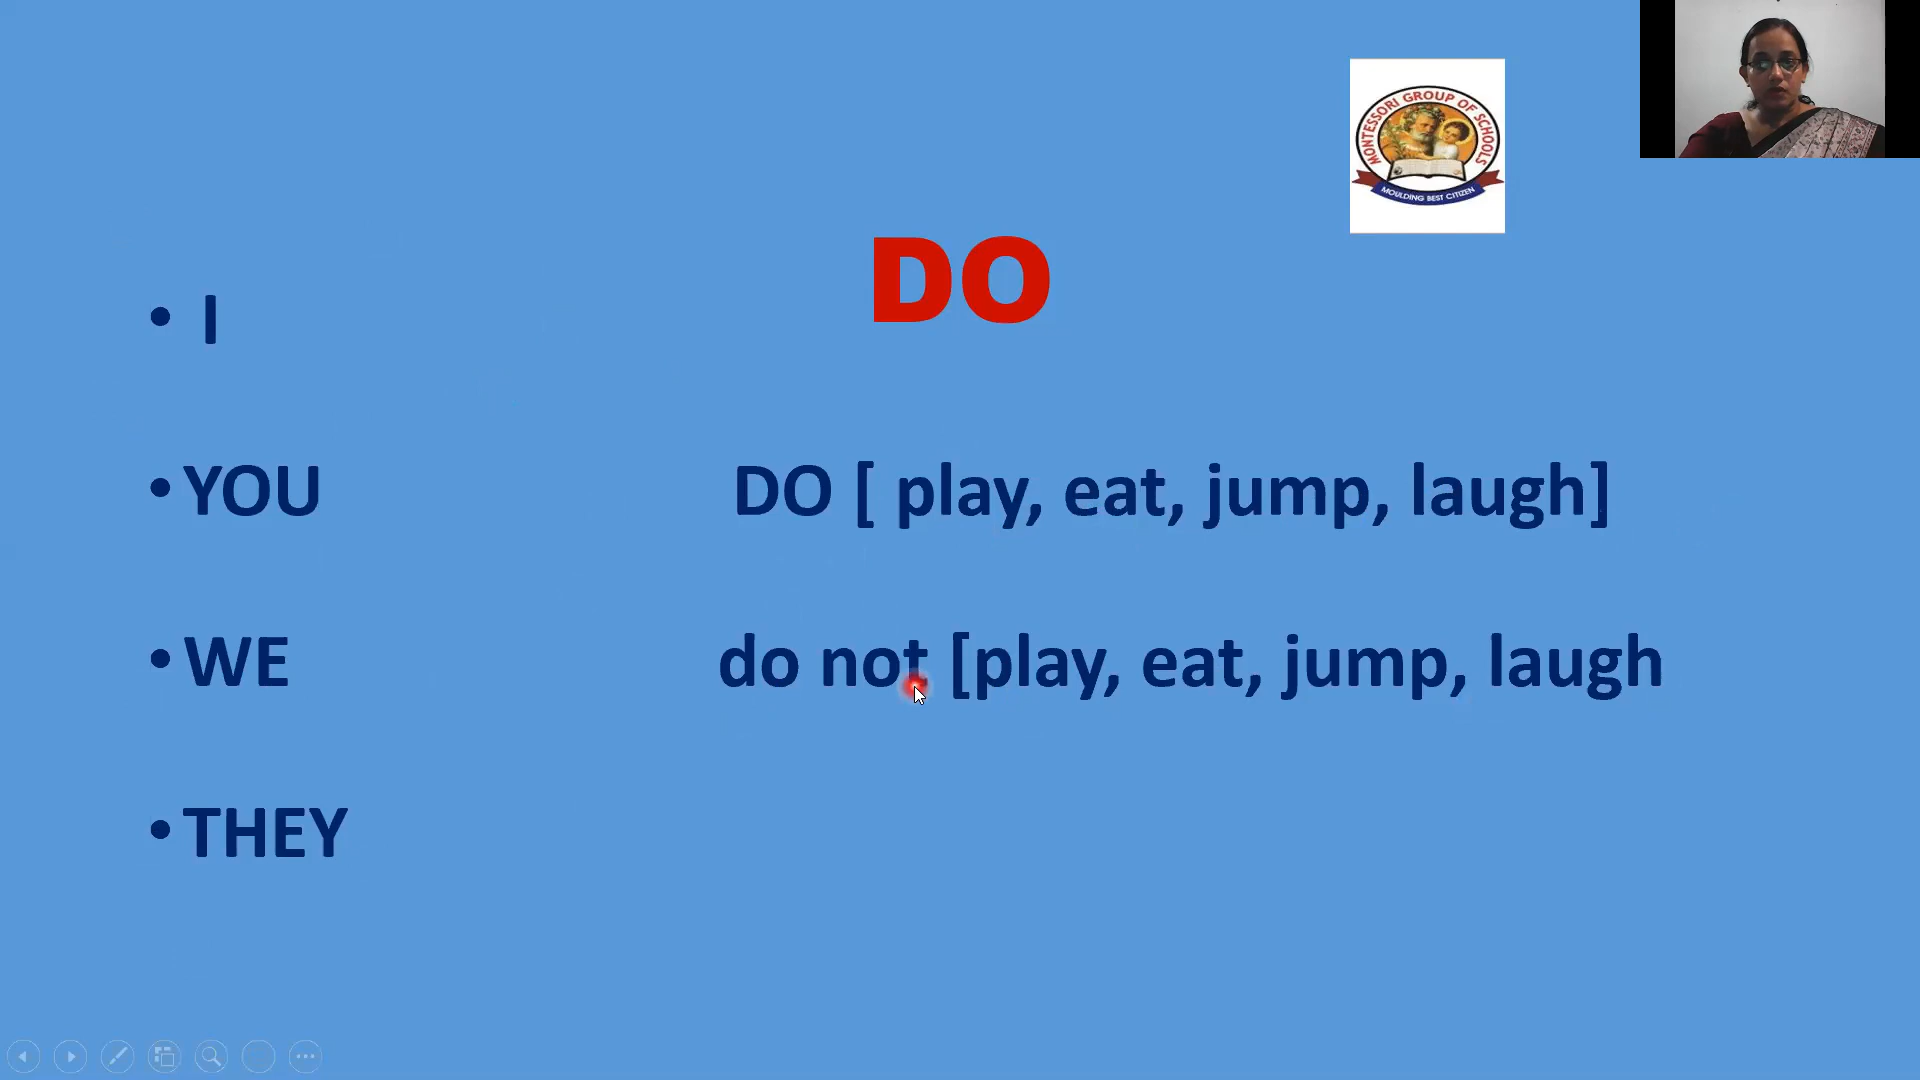 MONTESSORI GROUP OF SCHOOLS
MOULDING BEST CITIZEN
DO
• I
• YOU DO [ play, eat, jump, laugh]
• WE do not [play, eat, jump, laugh
• THEY